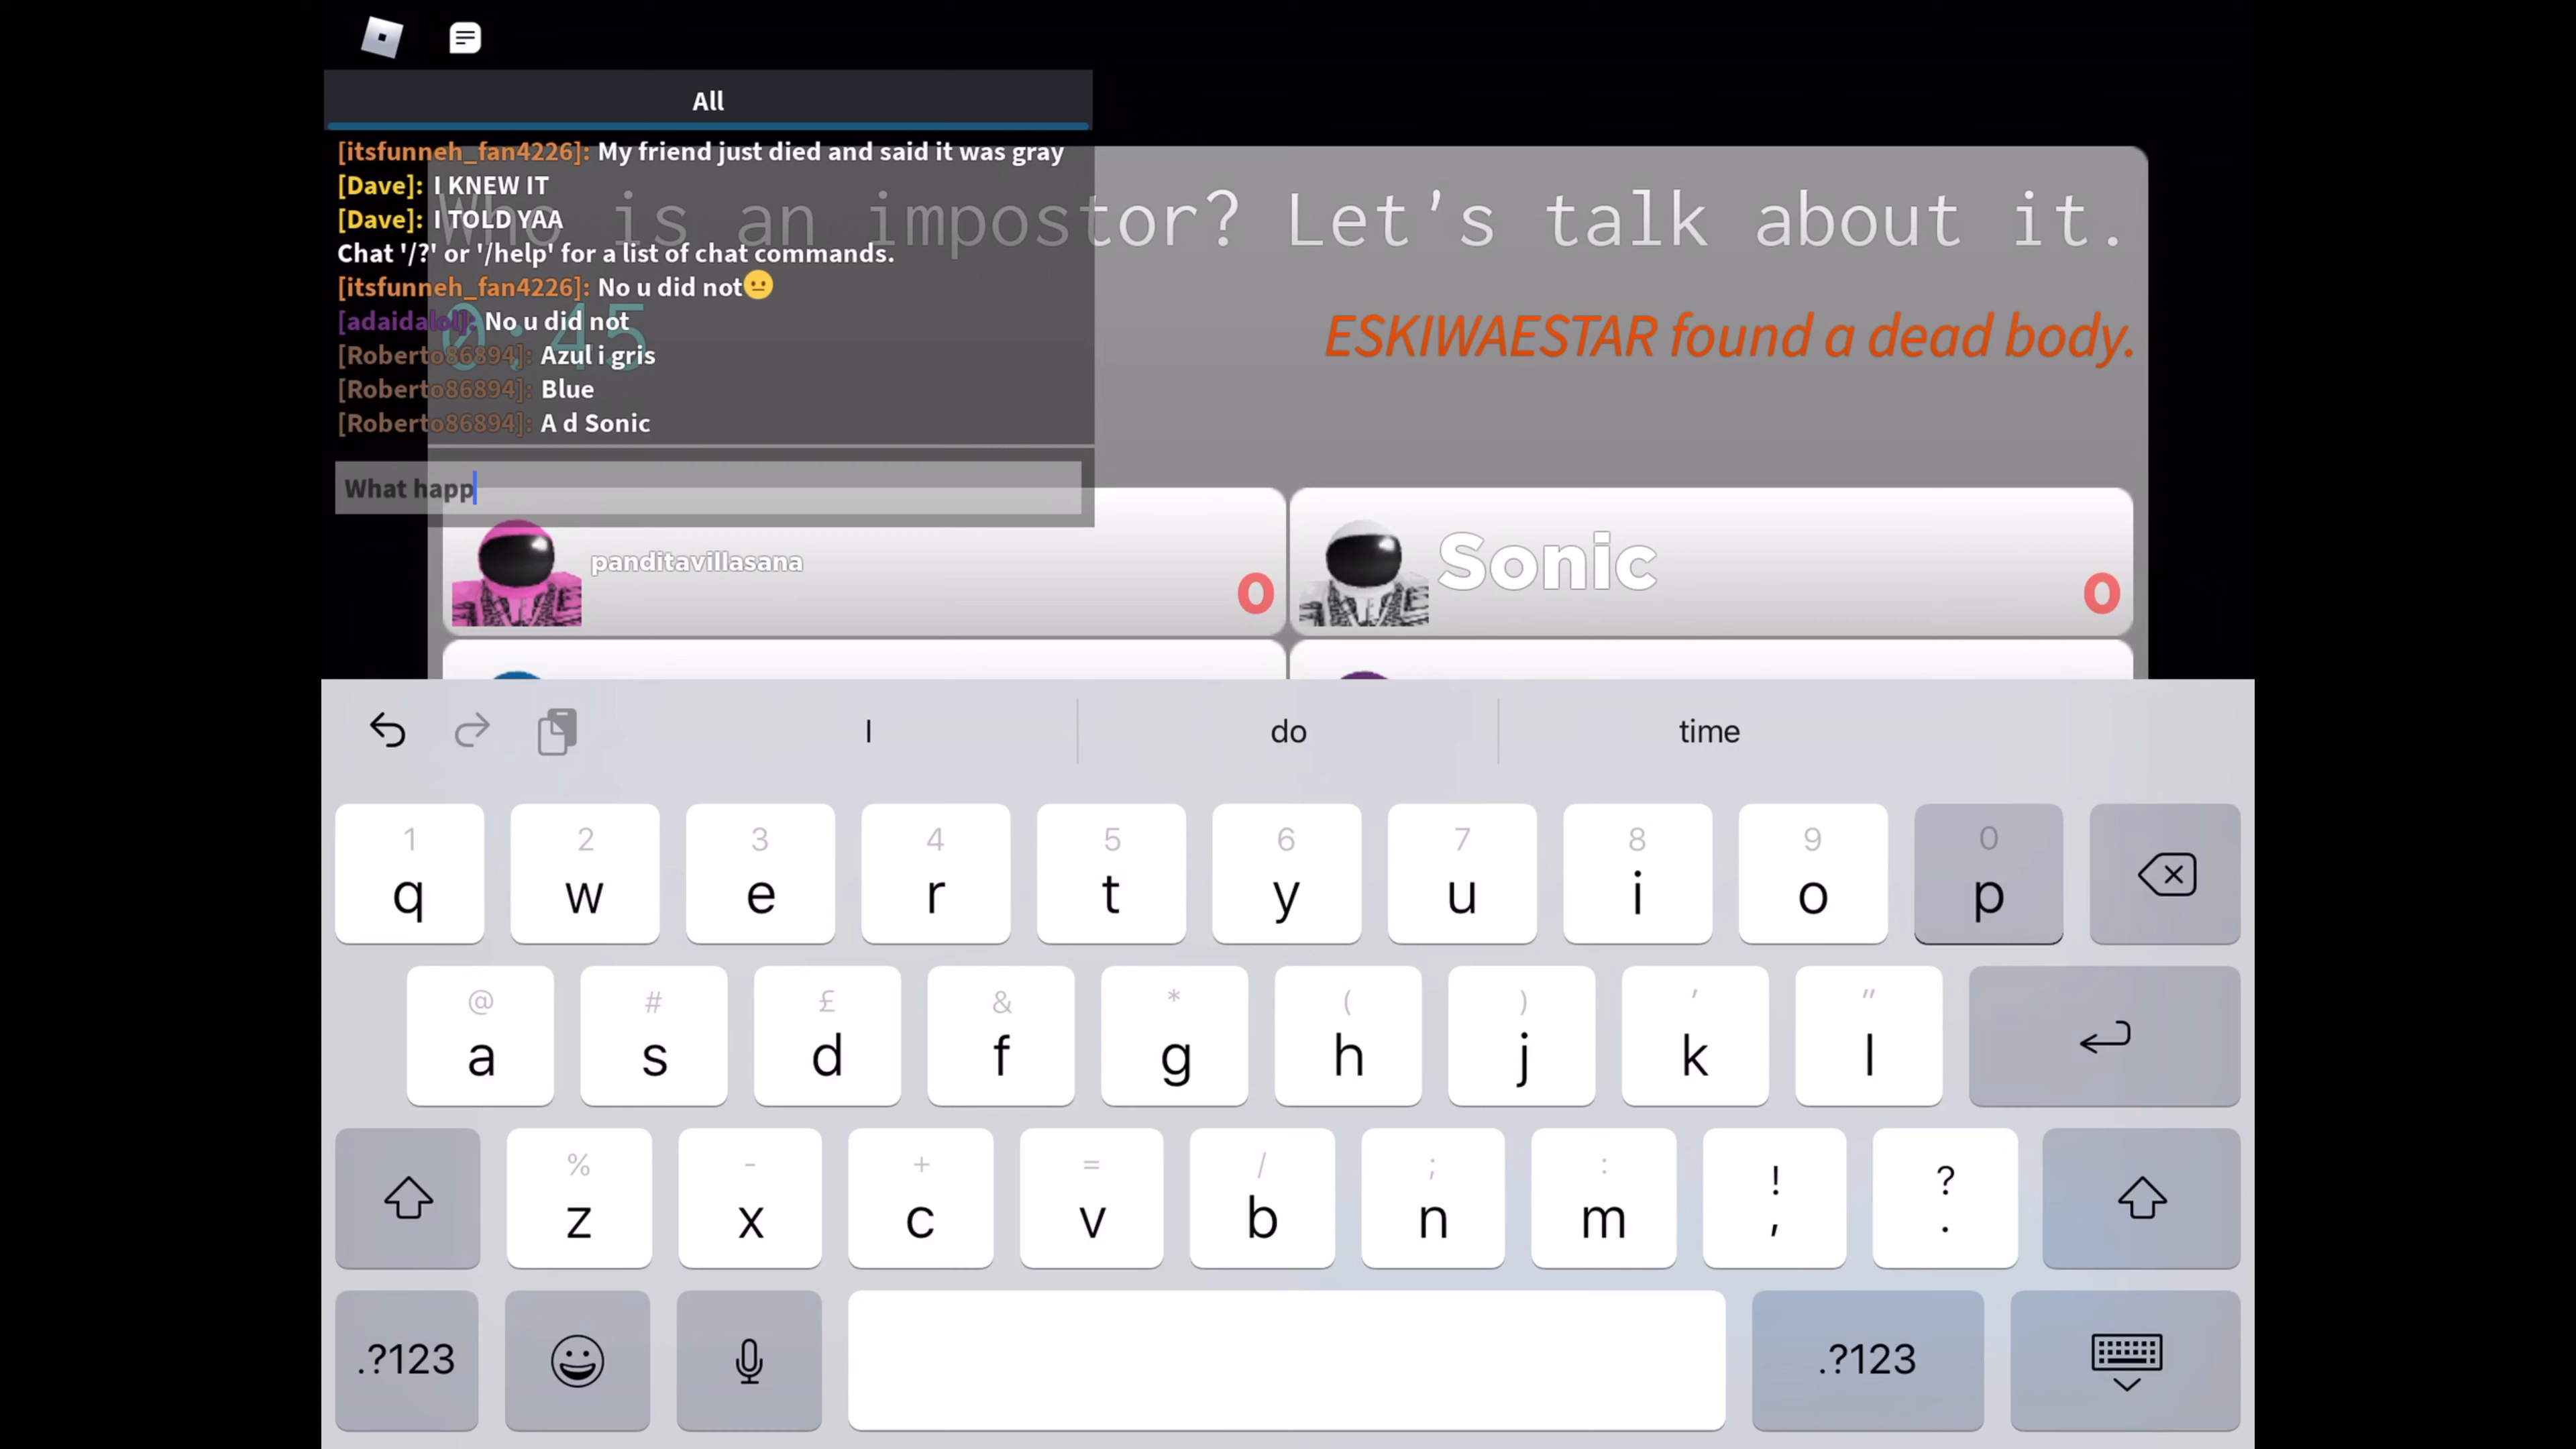 All
[itsfunneh_fan4226]: My friend just died and said it was gray
[Dave]: I KNEW IT
[Dave]: I TOLD YAA
Chat '/?' or '/help' for a list of chat commands.
[itsfunneh_fan4226]: No u did not😐
[adaidalol]: No u did not
[Roberto86894]: Azul i gris
[Roberto86894]: Blue
[Roberto86894]: A d Sonic
What happ
Who is an impostor? Let's talk about it.
0:45
ESKIWAESTAR found a dead body.
panditavillasana
0
Sonic
0
I do time
1 2 3 4 5 6 7 8 9 0
q w e r t y u i o p
@ # £ & * ( ) ' "
a s d f g h j k l
% - + = / ; : ! ?
z x c v b n m , .
.?123 .?123